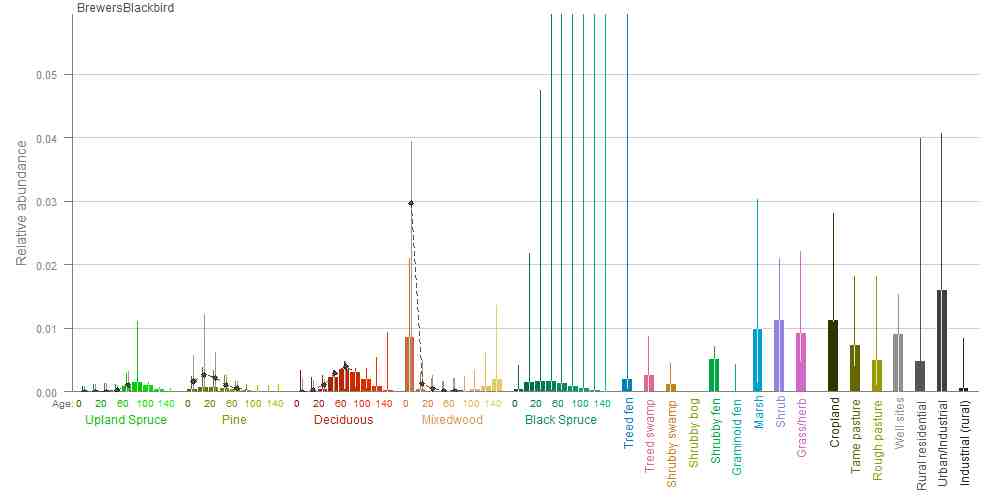 BrewersBlackbird
Relative abundance
0.05
0.04
0.03
0.02
0.01
0.00
Age: 0 20 60 100 140 0 20 60 100 140 0 20 60 100 140 0 20 60 100 140 0 20 60 100 140
Upland Spruce Pine Deciduous Mixedwood Black Spruce
Treed fen
Treed swamp
Shrubby swamp
Shrubby bog
Shrubby fen
Graminoid fen
Marsh
Shrub
Grass/herb
Cropland
Tame pasture
Rough pasture
Well sites
Rural residential
Urban/Industrial
Industrial (rural)